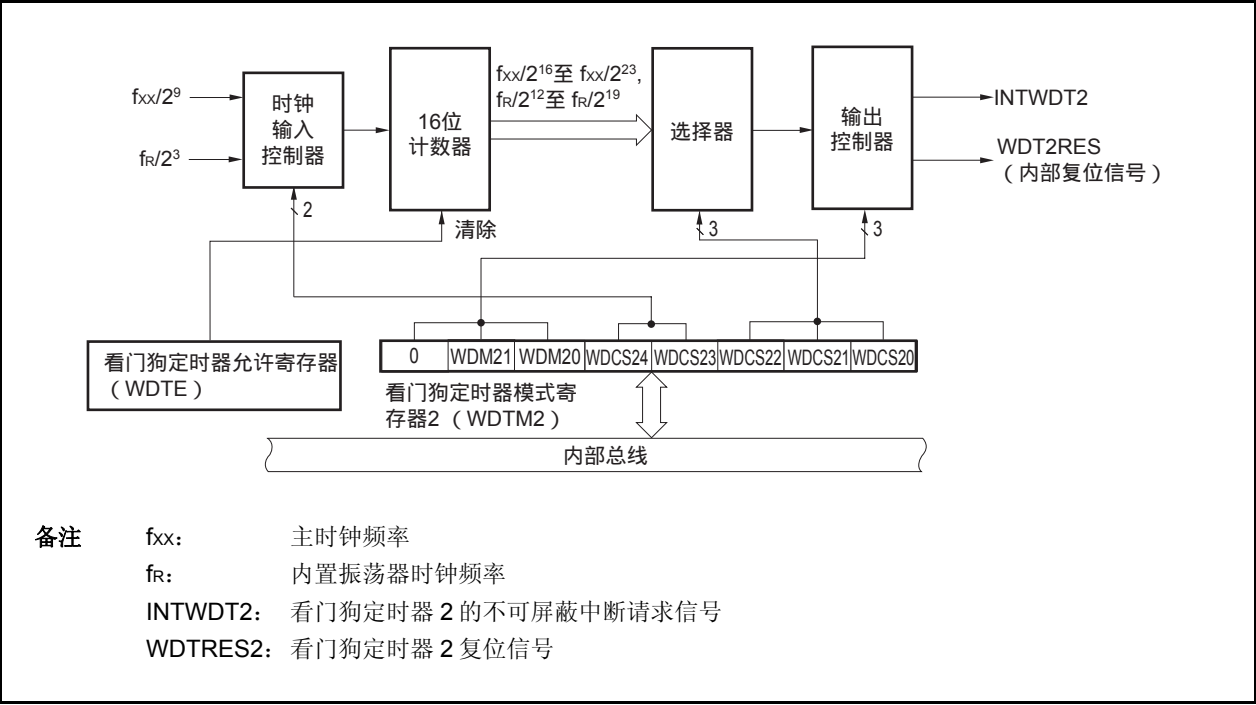 fxx/2⁹
fR/2³
时钟
输入
控制器
2
16位
计数器
清除
fxx/2¹⁶至 fxx/2²³,
fR/2¹²至 fR/2¹⁹
选择器
3
输出
控制器
3
INTWDT2
WDT2RES
（内部复位信号）
看门狗定时器允许寄存器
（WDTE）
0 WDM21 WDM20 WDCS24 WDCS23 WDCS22 WDCS21 WDCS20
看门狗定时器模式寄
存器2 （WDTM2）
内部总线
备注 fxx： 主时钟频率
fR： 内置振荡器时钟频率
INTWDT2： 看门狗定时器 2 的不可屏蔽中断请求信号
WDTRES2： 看门狗定时器 2 复位信号